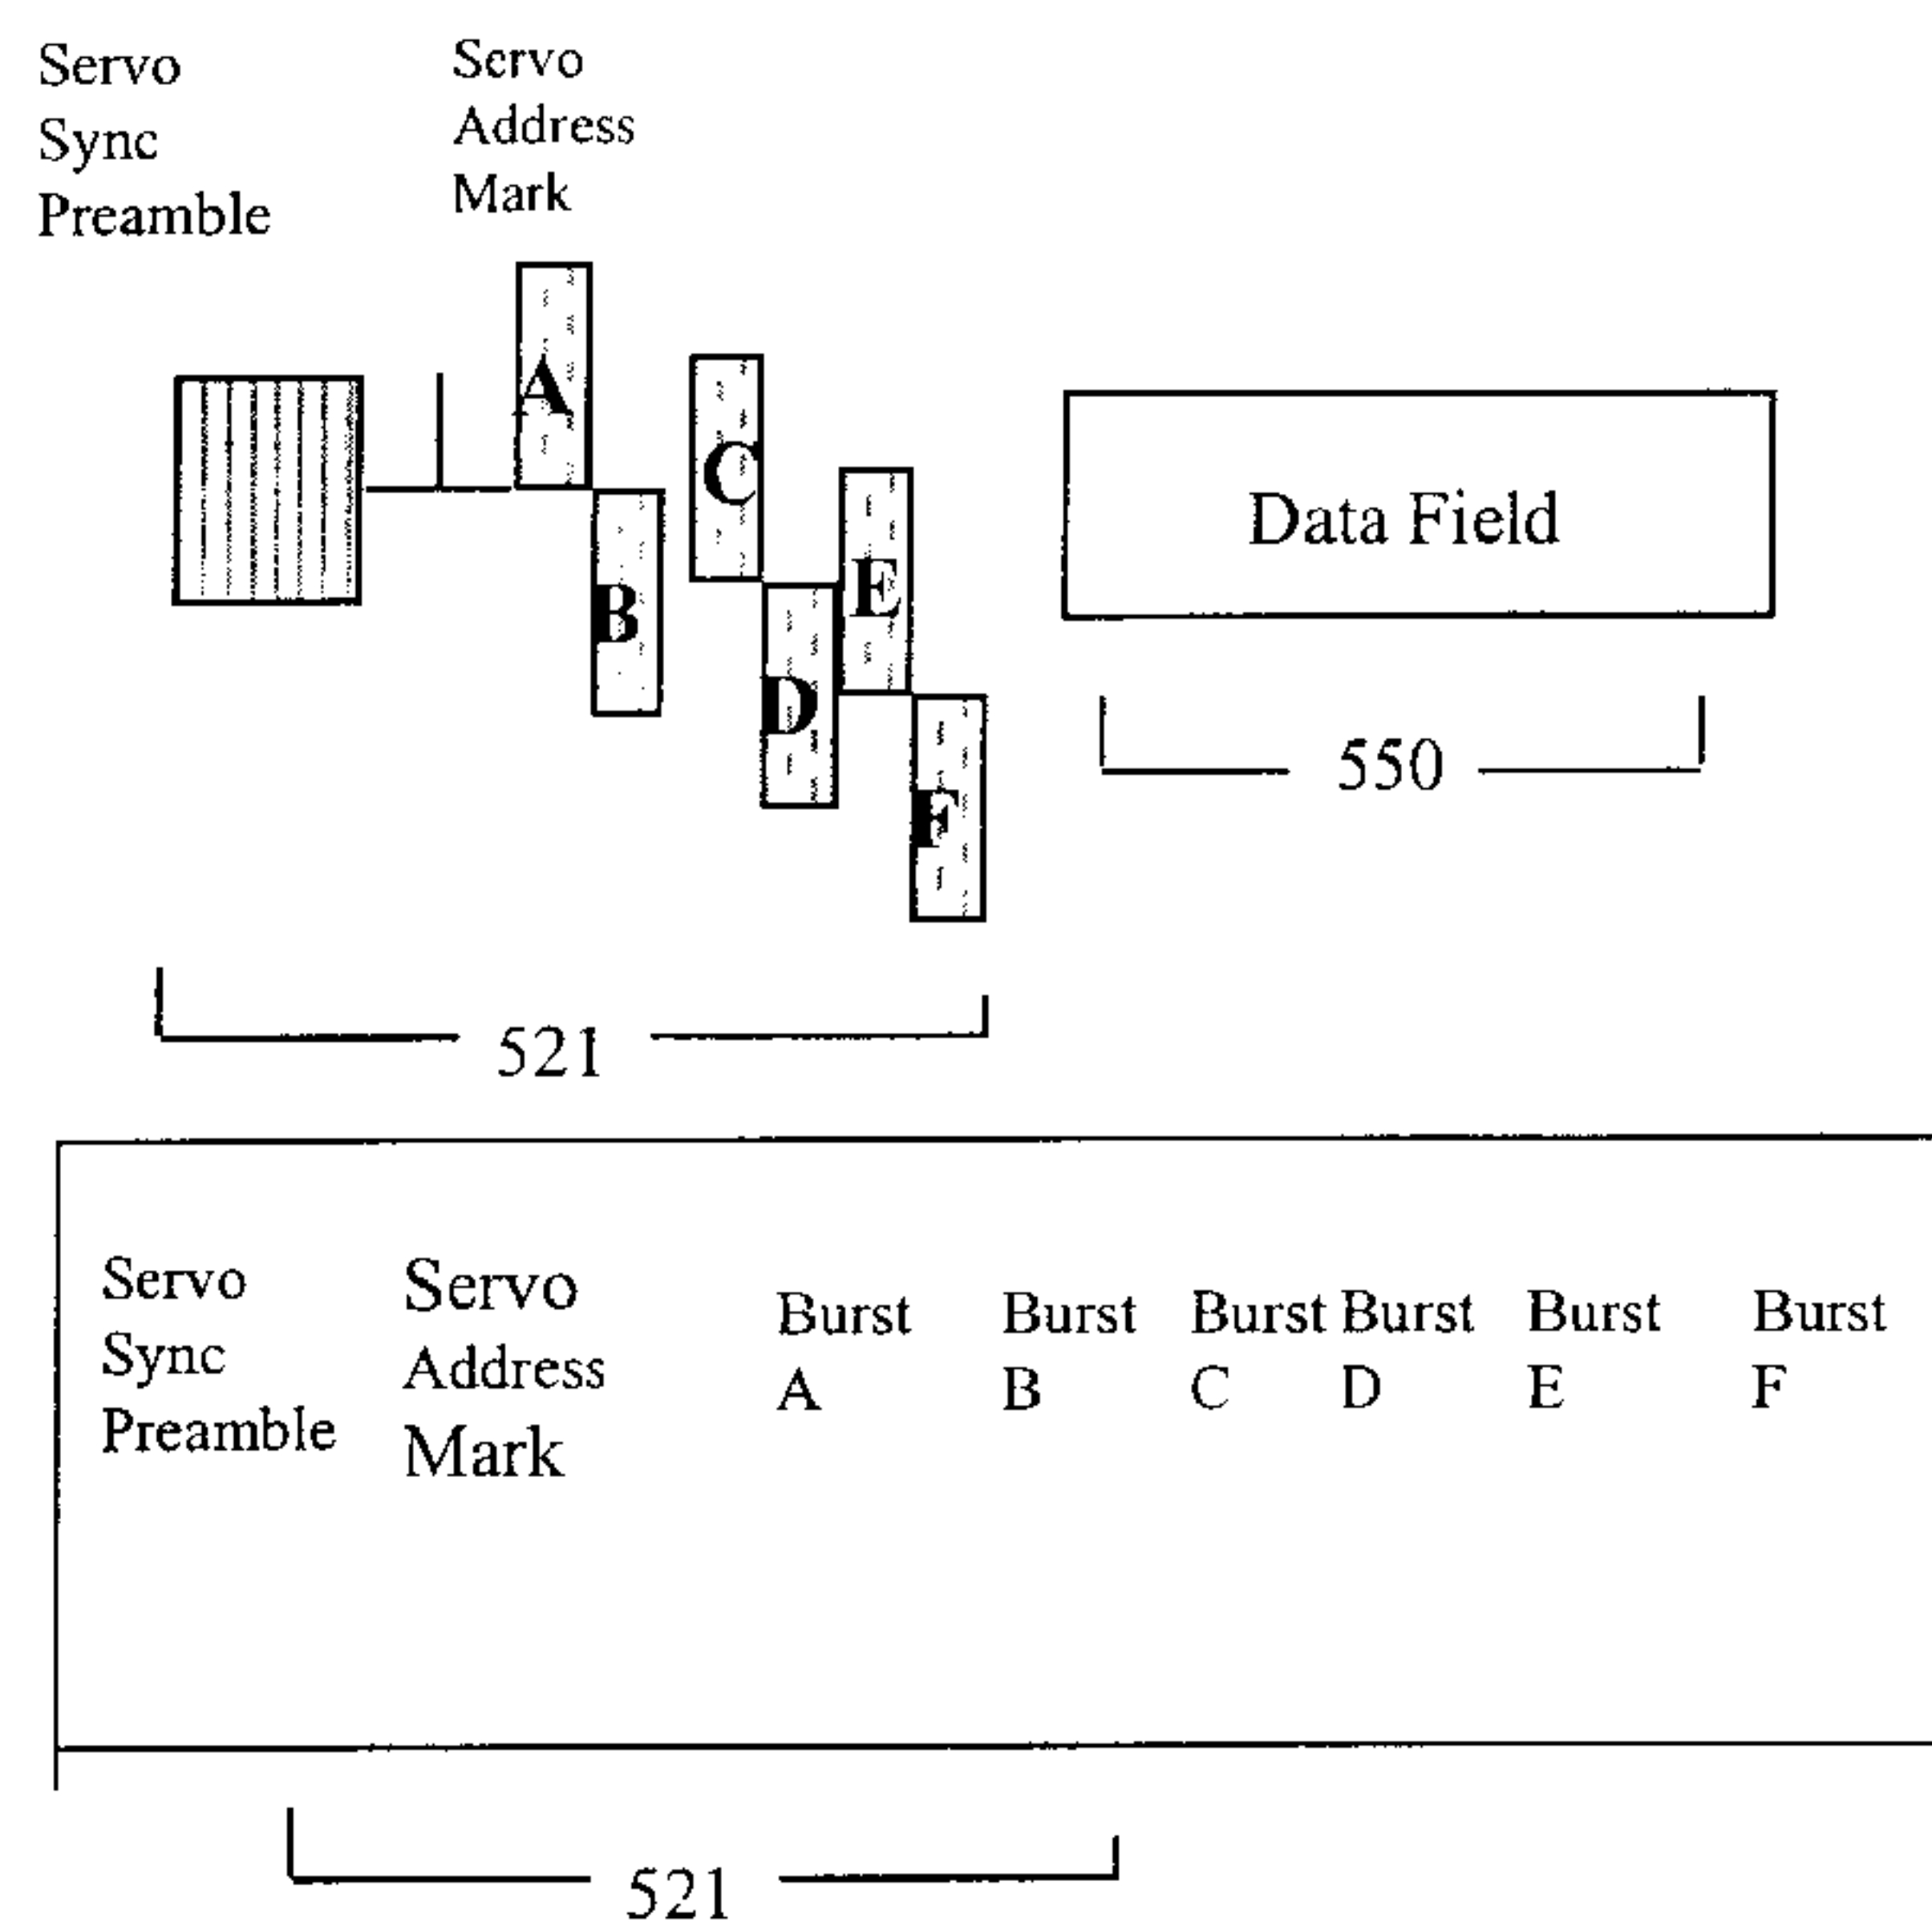 Servo
Sync
Preamble
Servo
Address
Mark
A
B
C
D
E
F
Data Field
550
521
Servo
Sync
Preamble
Servo
Address
Mark
Burst
A
Burst
B
Burst
C
Burst
D
Burst
E
Burst
F
521